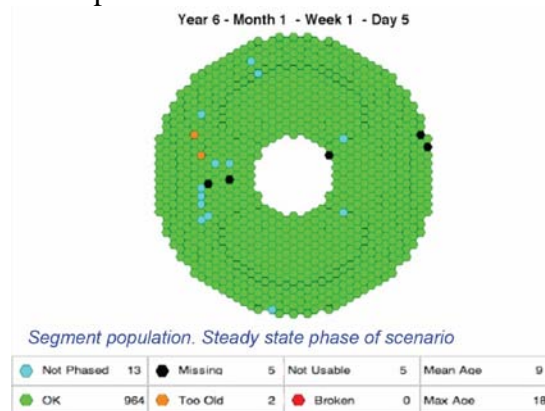 Year 6 - Month 1 - Week 1 - Day 5
Segment population. Steady state phase of scenario
Not Phased 13 Missing 5 Not Usable 5 Mean Age 9
OK 964 Too Old 2 Broken 0 Max Age 18